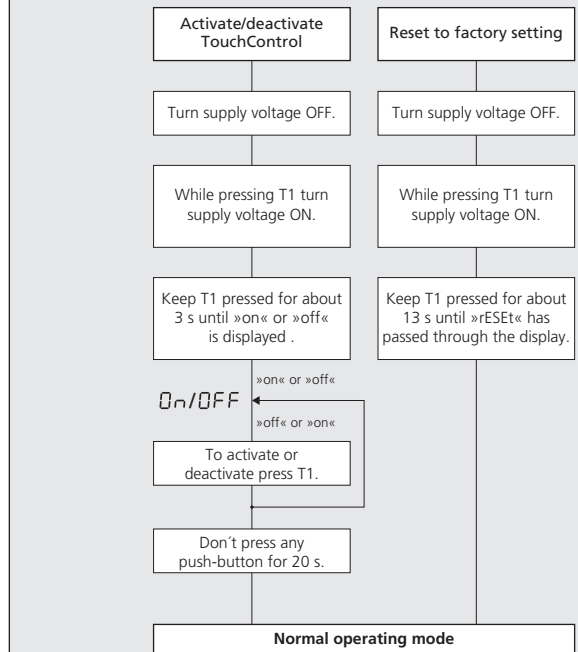 Activate/deactivate
TouchControl
Turn supply voltage OFF.
While pressing T1 turn
supply voltage ON.
Keep T1 pressed for about
3 s until »on« or »off«
is displayed .
»on« or »off«
On/OFF
»off« or »on«
To activate or
deactivate press T1.
Don´t press any
push-button for 20 s.
Reset to factory setting
Turn supply voltage OFF.
While pressing T1 turn
supply voltage ON.
Keep T1 pressed for about
13 s until »rESEt« has
passed through the display.
Normal operating mode